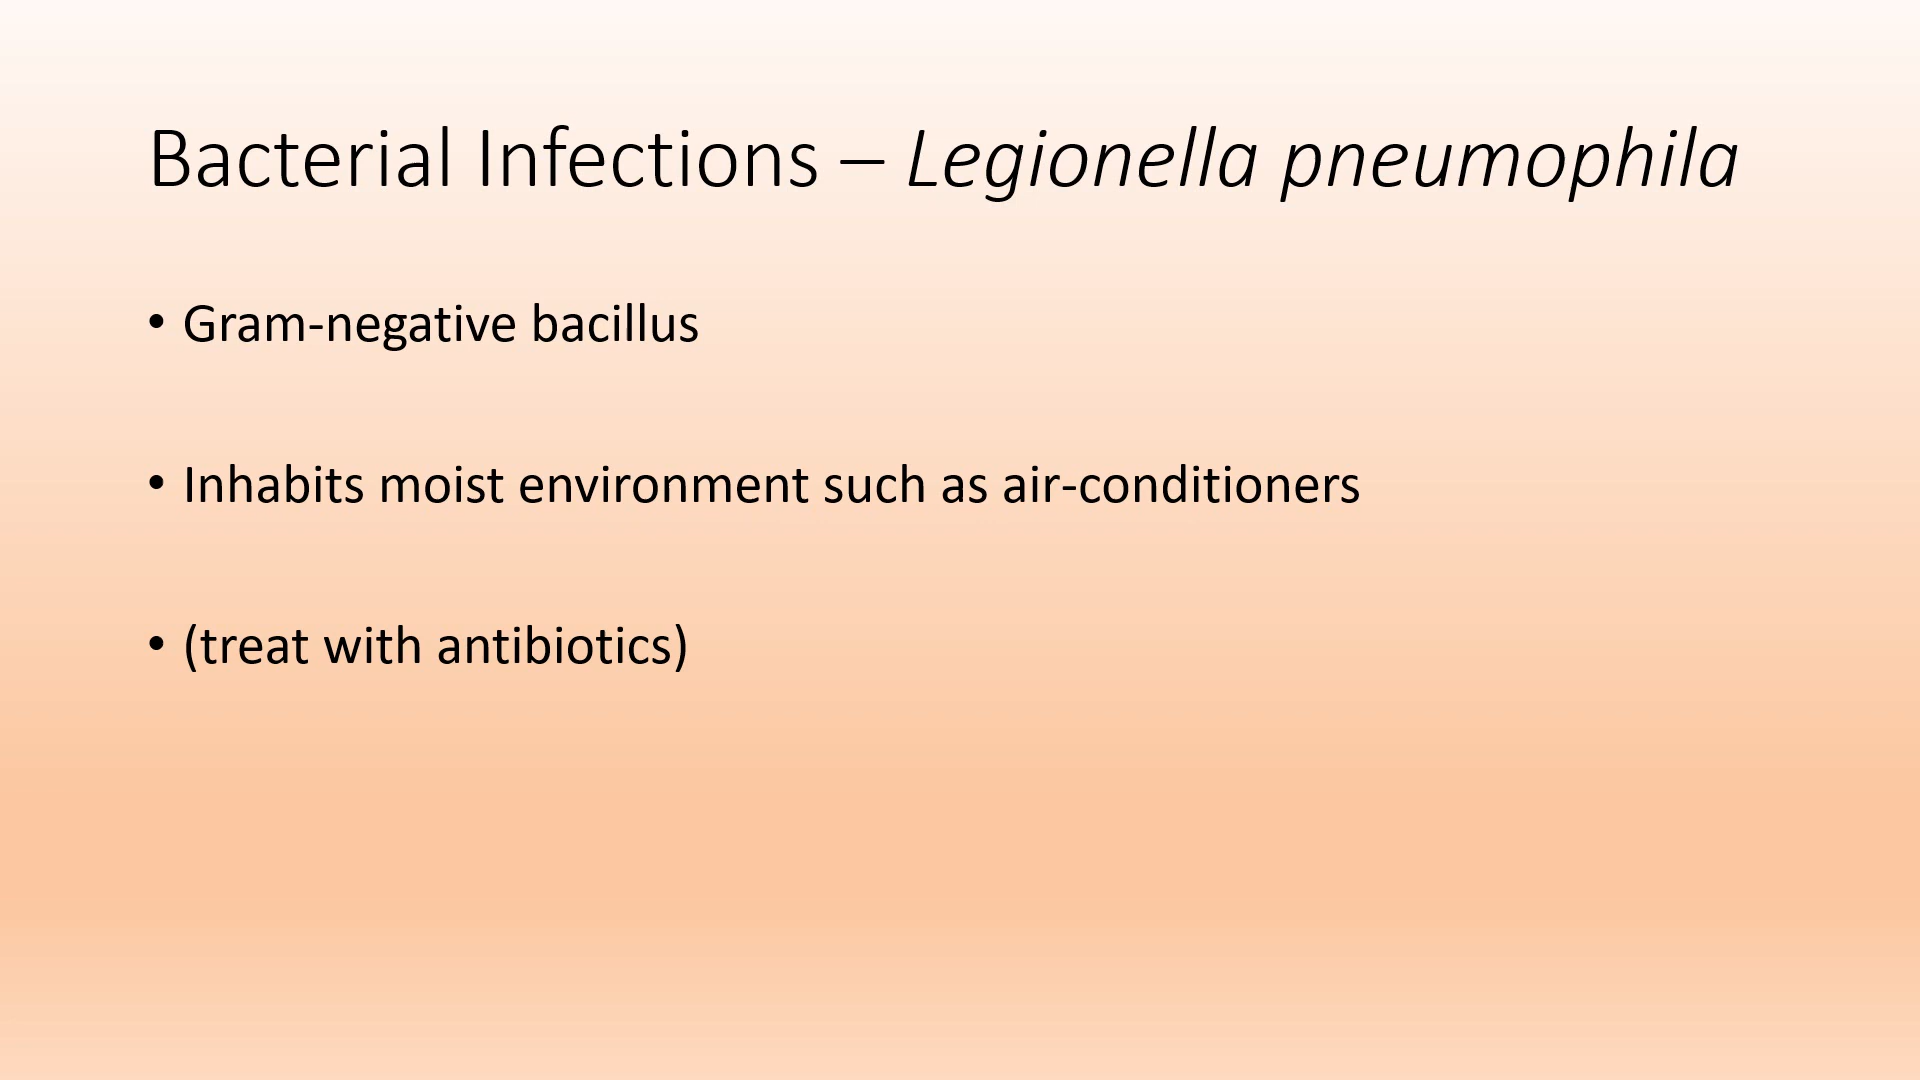 Bacterial Infections – Legionella pneumophila
• Gram-negative bacillus
• Inhabits moist environment such as air-conditioners
• (treat with antibiotics)